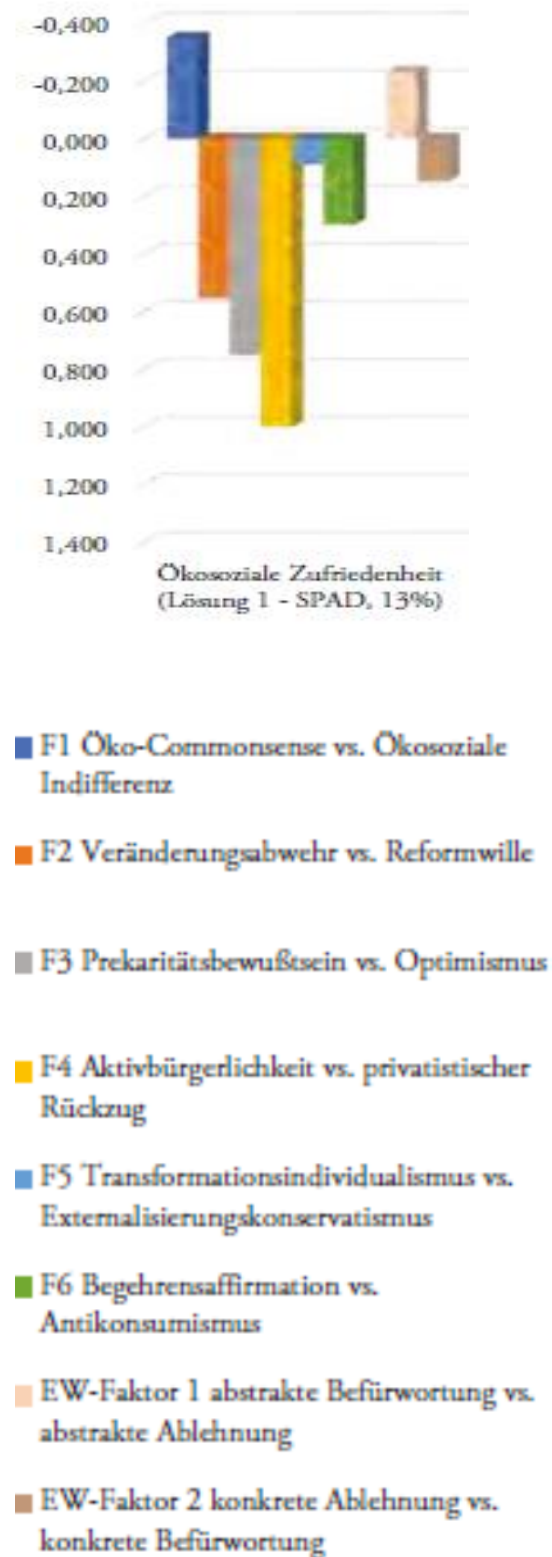 -0,400
-0,200
0,000
0,200
0,400
0,600
0,800
1,000
1,200
1,400
Ökosoziale Zufriedenheit
(Lösung 1 - SPAD, 13%)
F1 Öko-Commonsense vs. Ökosoziale
Indifferenz
F2 Veränderungsabwehr vs. Reformwille
F3 Prekaritätsbewußtsein vs. Optimismus
F4 Aktivbürgerlichkeit vs. privatistischer
Rückzug
F5 Transformationsindividualismus vs.
Externalisierungskonservatismus
F6 Begehrensaffirmation vs.
Antikonsumismus
EW-Faktor 1 abstrakte Befürwortung vs.
abstrakte Ablehnung
EW-Faktor 2 konkrete Ablehnung vs.
konkrete Befürwortung